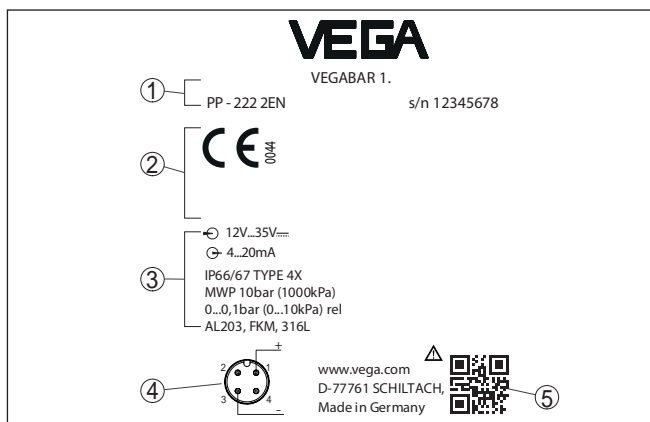 VEGA
VEGABAR 1.
1
PP - 222 2EN s/n 12345678
2
CE 0044
12V...35V
4...20mA
3
IP66/67 TYPE 4X
MWP 10bar (1000kPa)
0...0,1bar (0...10kPa) rel
AL203, FKM, 316L
+
2 1
4
3 4
-
www.vega.com
D-77761 SCHILTACH,
Made in Germany
5